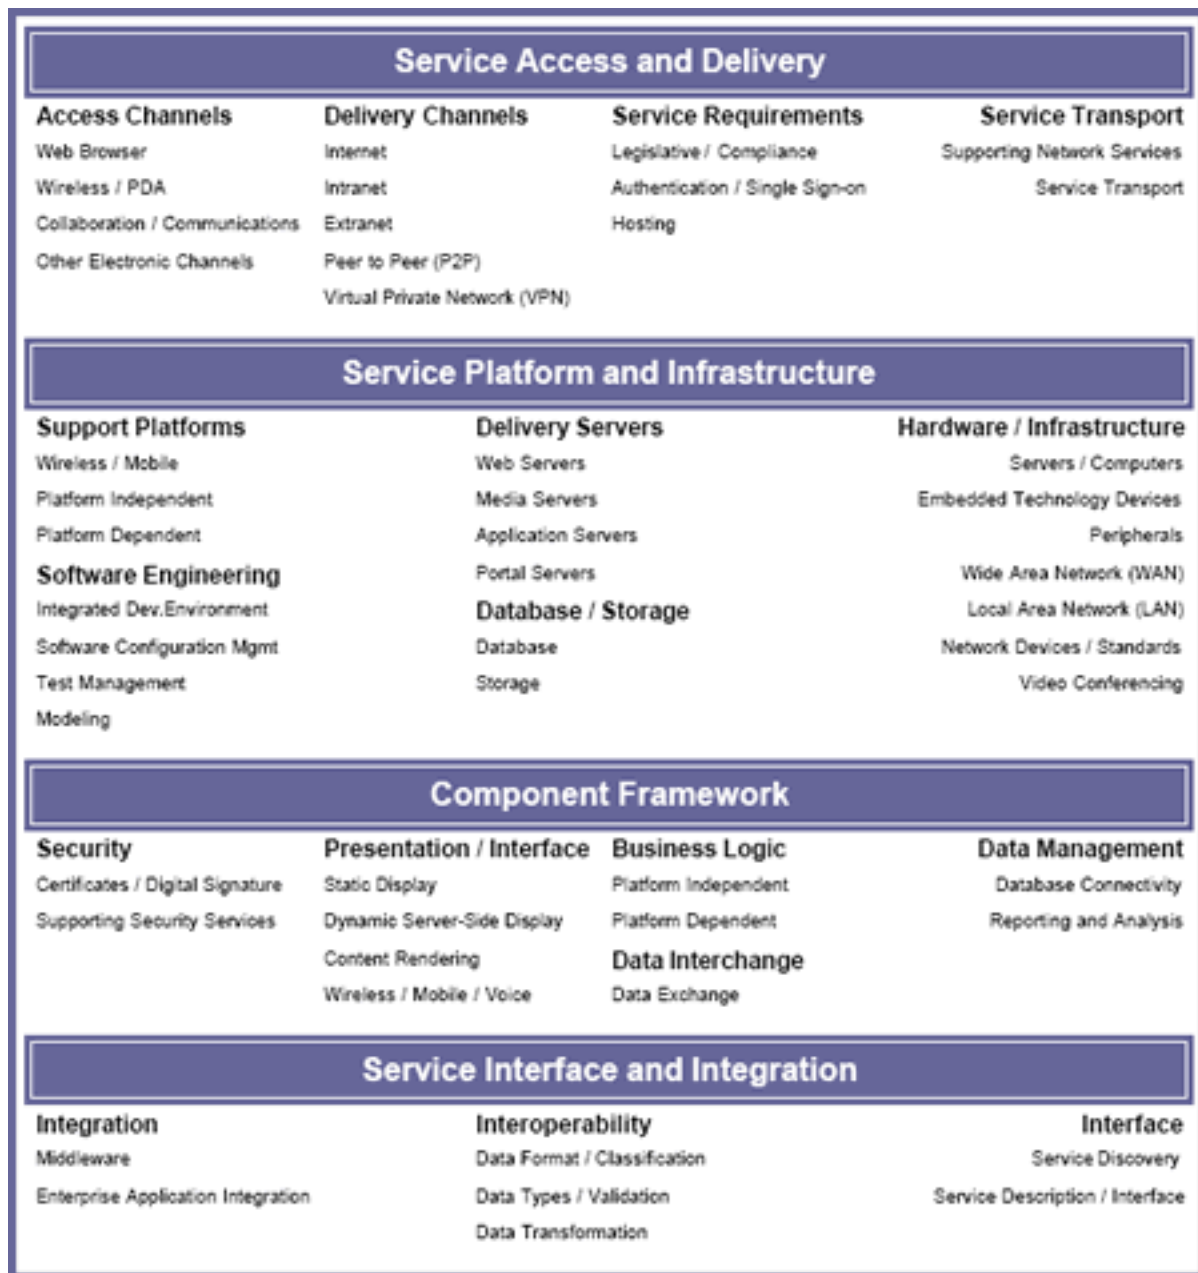 Service Access and Delivery
Access Channels
Web Browser
Wireless / PDA
Collaboration / Communications
Other Electronic Channels
Delivery Channels
Internet
Intranet
Extranet
Peer to Peer (P2P)
Virtual Private Network (VPN)
Service Requirements
Legislative / Compliance
Authentication / Single Sign-on
Hosting
Service Transport
Supporting Network Services
Service Transport
Service Platform and Infrastructure
Support Platforms
Wireless / Mobile
Platform Independent
Platform Dependent
Software Engineering
Integrated Dev.Environment
Software Configuration Mgmt
Test Management
Modeling
Delivery Servers
Web Servers
Media Servers
Application Servers
Portal Servers
Database / Storage
Database
Storage
Hardware / Infrastructure
Servers / Computers
Embedded Technology Devices
Peripherals
Wide Area Network (WAN)
Local Area Network (LAN)
Network Devices / Standards
Video Conferencing
Component Framework
Security
Certificates / Digital Signature
Supporting Security Services
Presentation / Interface
Static Display
Dynamic Server-Side Display
Content Rendering
Wireless / Mobile / Voice
Business Logic
Platform Independent
Platform Dependent
Data Interchange
Data Exchange
Data Management
Database Connectivity
Reporting and Analysis
Service Interface and Integration
Integration
Middleware
Enterprise Application Integration
Interoperability
Data Format / Classification
Data Types / Validation
Data Transformation
Interface
Service Discovery
Service Description / Interface